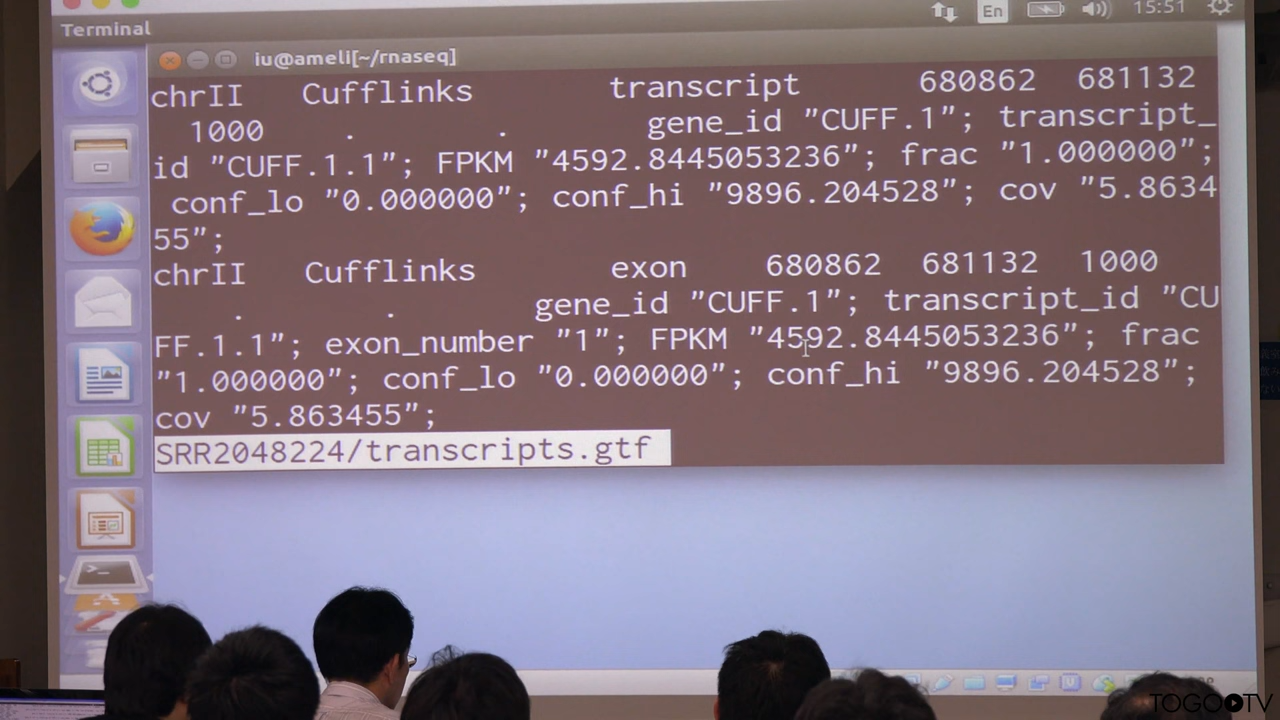 Terminal
En
15:51
iu@ameli[~/rnaseq]
chrII Cufflinks transcript 680862 681132
1000 . . gene_id "CUFF.1"; transcript_
id "CUFF.1.1"; FPKM "4592.8445053236"; frac "1.000000";
conf_lo "0.000000"; conf_hi "9896.204528"; cov "5.8634
55";
chrII Cufflinks exon 680862 681132 1000
. . gene_id "CUFF.1"; transcript_id "CU
FF.1.1"; exon_number "1"; FPKM "4592.8445053236"; frac
"1.000000"; conf_lo "0.000000"; conf_hi "9896.204528";
cov "5.863455";
SRR2048224/transcripts.gtf
TOGOTV